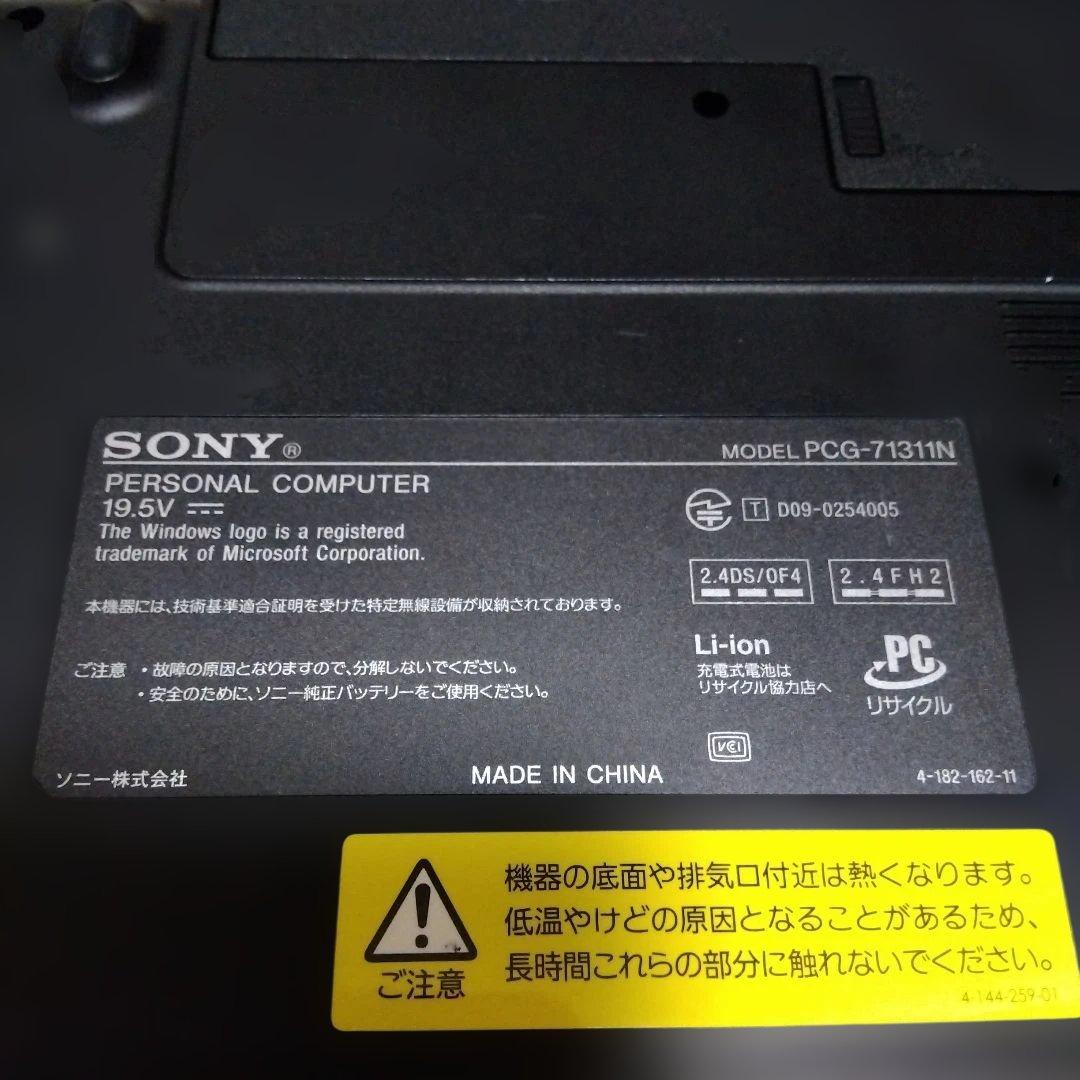 SONY®
MODEL PCG-71311N
PERSONAL COMPUTER
19.5V
The Windows logo is a registered
trademark of Microsoft Corporation.
T D09-0254005
2.4DS/OF4
2.4FH2
本機器には、技術基準適合証明を受けた特定無線設備が収納されております。
Li-ion
充電式電池は
リサイクル協力店へ
PC
リサイクル
ご注意 ・故障の原因となりますので、分解しないでください。
・安全のために、ソニー純正バッテリーをご使用ください。
VCI
ソニー株式会社
MADE IN CHINA
4-182-162-11
機器の底面や排気口付近は熱くなります。
低温やけどの原因となることがあるため、
長時間これらの部分に触れないでください。
ご注意
4-144-259-01